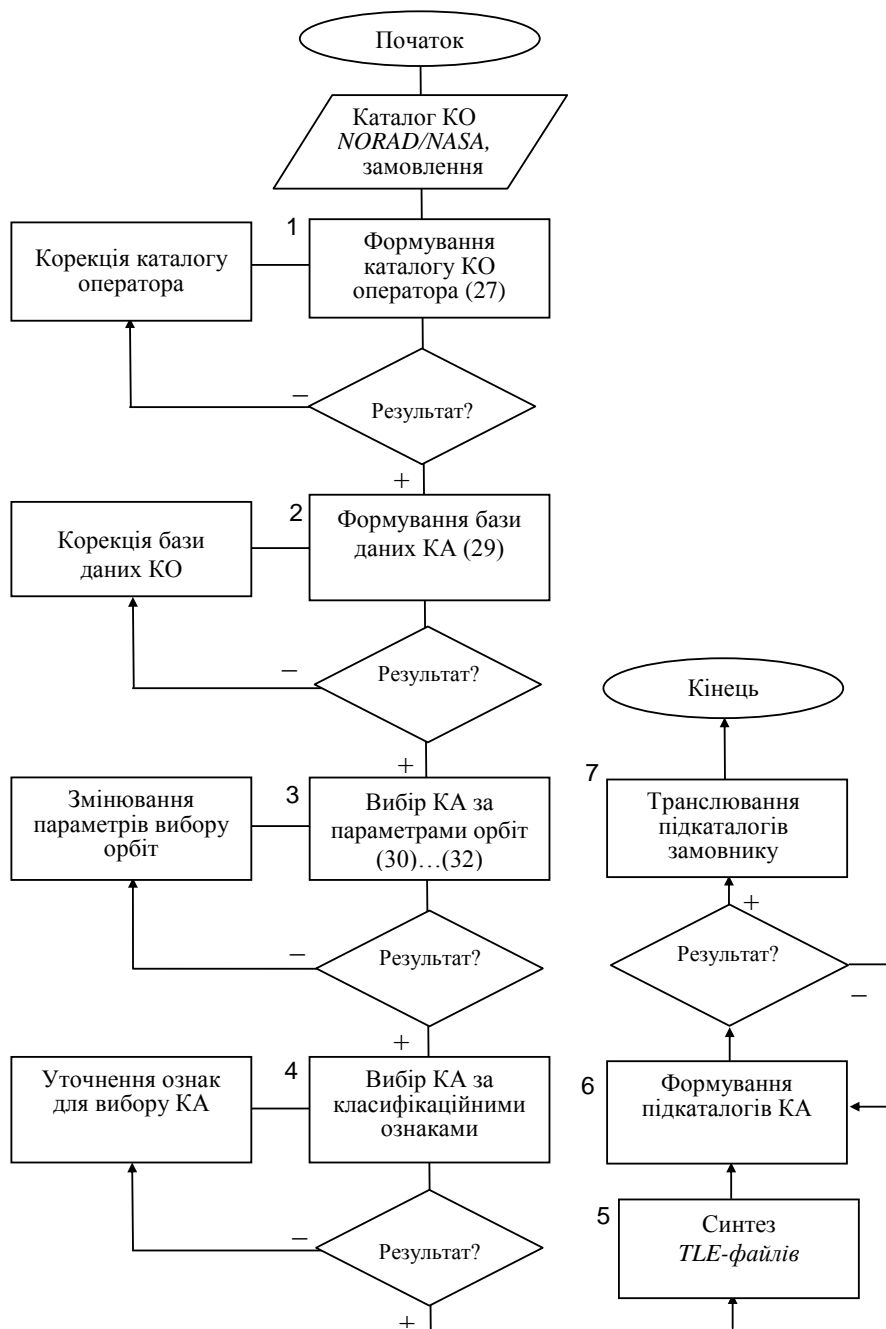 Початок
Каталог КО
NORAD/NASA,
замовлення
1
Формування
каталогу КО
оператора (27)
Корекція каталогу
оператора
Результат?
–
+
2
Формування бази
даних КА (29)
Корекція бази
даних КО
Результат?
–
+
3
Вибір КА за
параметрами орбіт
(30)…(32)
Змінювання
параметрів вибору
орбіт
Результат?
–
+
4
Вибір КА за
класифікаційними
ознаками
Уточнення ознак
для вибору КА
Результат?
–
+
5
Синтез
TLE-файлів
6
Формування
підкаталогів КА
Результат?
–
+
7
Транслювання
підкаталогів
замовнику
Кінець